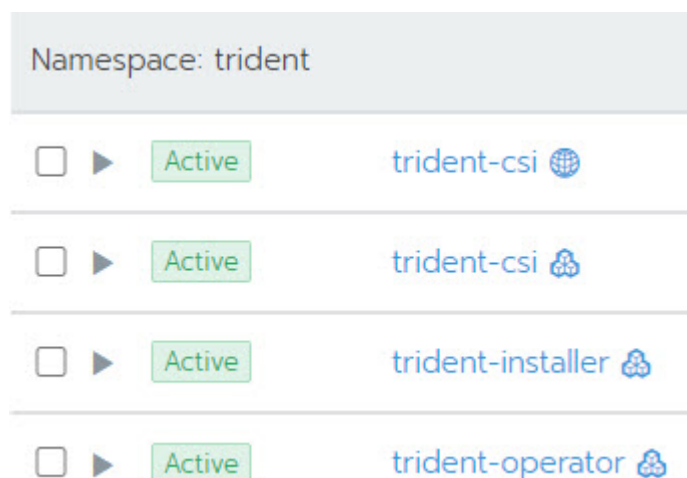 Namespace: trident
Active trident-csi
Active trident-csi
Active trident-installer
Active trident-operator